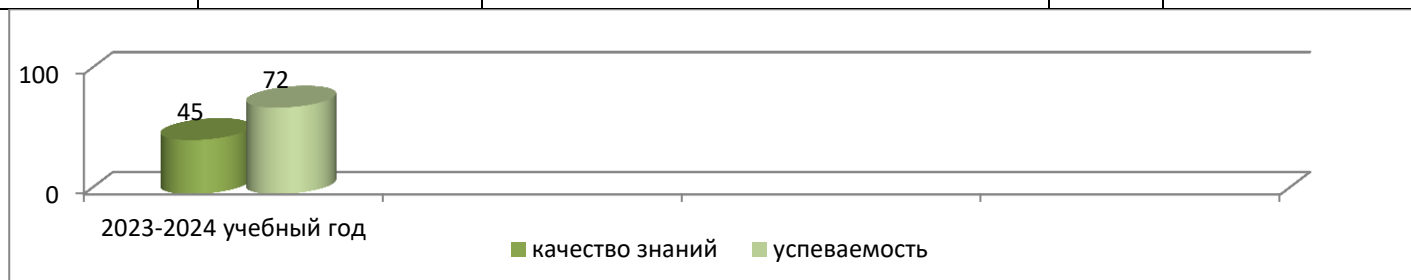 100
72
45
0
2023-2024 учебный год
качество знаний успеваемость